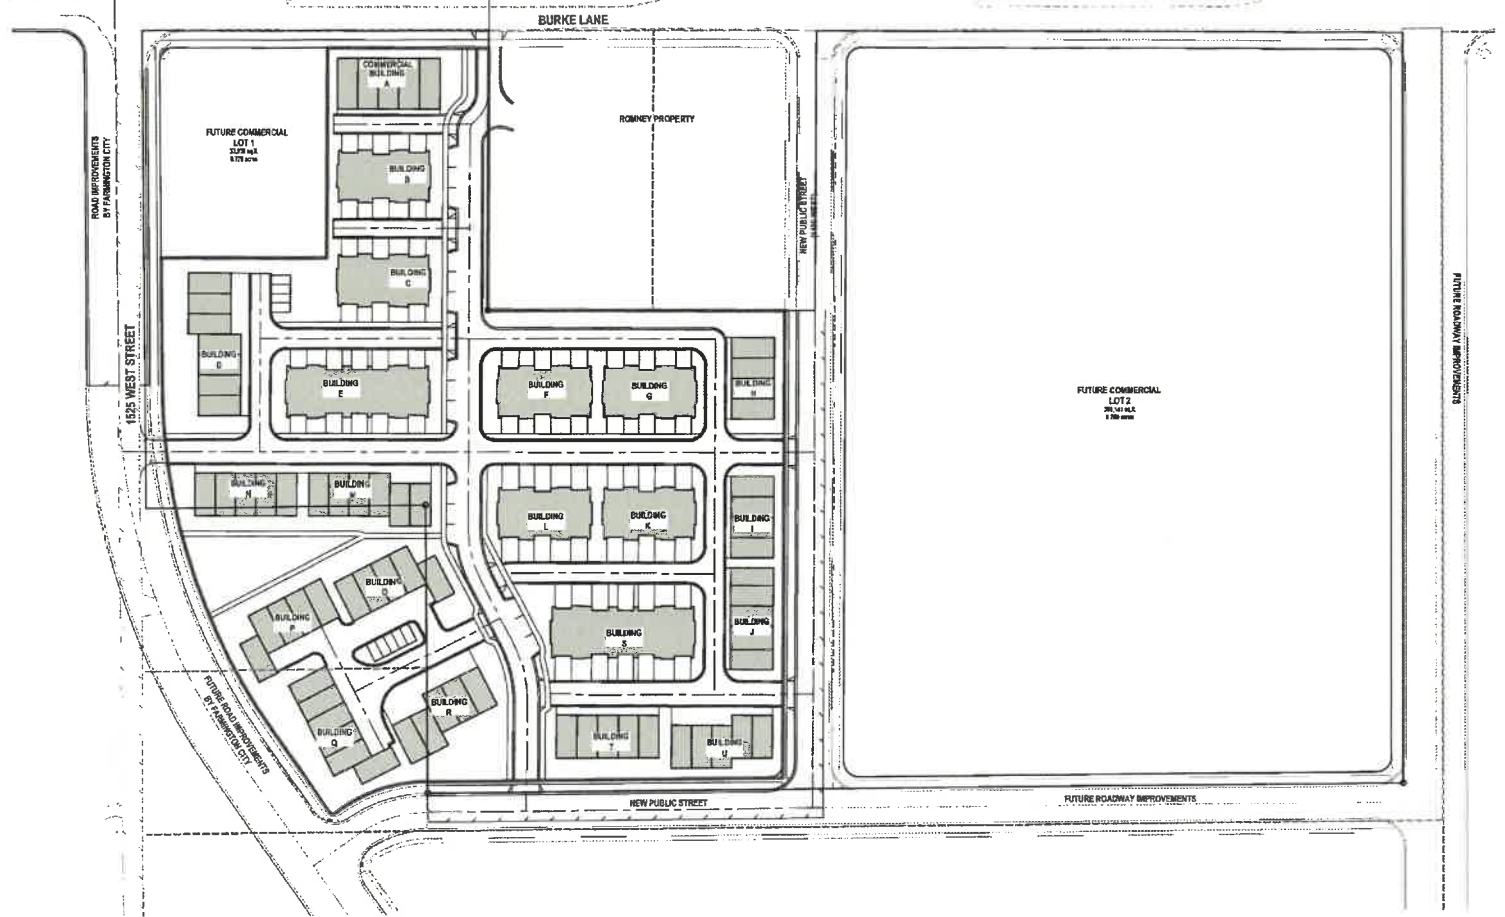 BURKE LANE
COMMERCIAL
BUILDING
A
FUTURE COMMERCIAL
LOT 1
ROMNEY PROPERTY
ROAD IMPROVEMENTS
BY FARMINGTON CITY
BUILDING
B
NEW PUBLIC STREET
BUILDING
C
1525 WEST STREET
BUILDING
D
BUILDING
E
BUILDING
F
BUILDING
G
BUILDING
H
FUTURE COMMERCIAL
LOT 2
FUTURE ROADWAY IMPROVEMENTS
BUILDING
N
BUILDING
M
BUILDING
L
BUILDING
K
BUILDING
I
BUILDING
O
BUILDING
P
BUILDING
S
BUILDING
J
BUILDING
R
BUILDING
Q
BUILDING
T
BUILDING
U
FUTURE ROAD IMPROVEMENTS
BY FARMINGTON CITY
NEW PUBLIC STREET
FUTURE ROADWAY IMPROVEMENTS